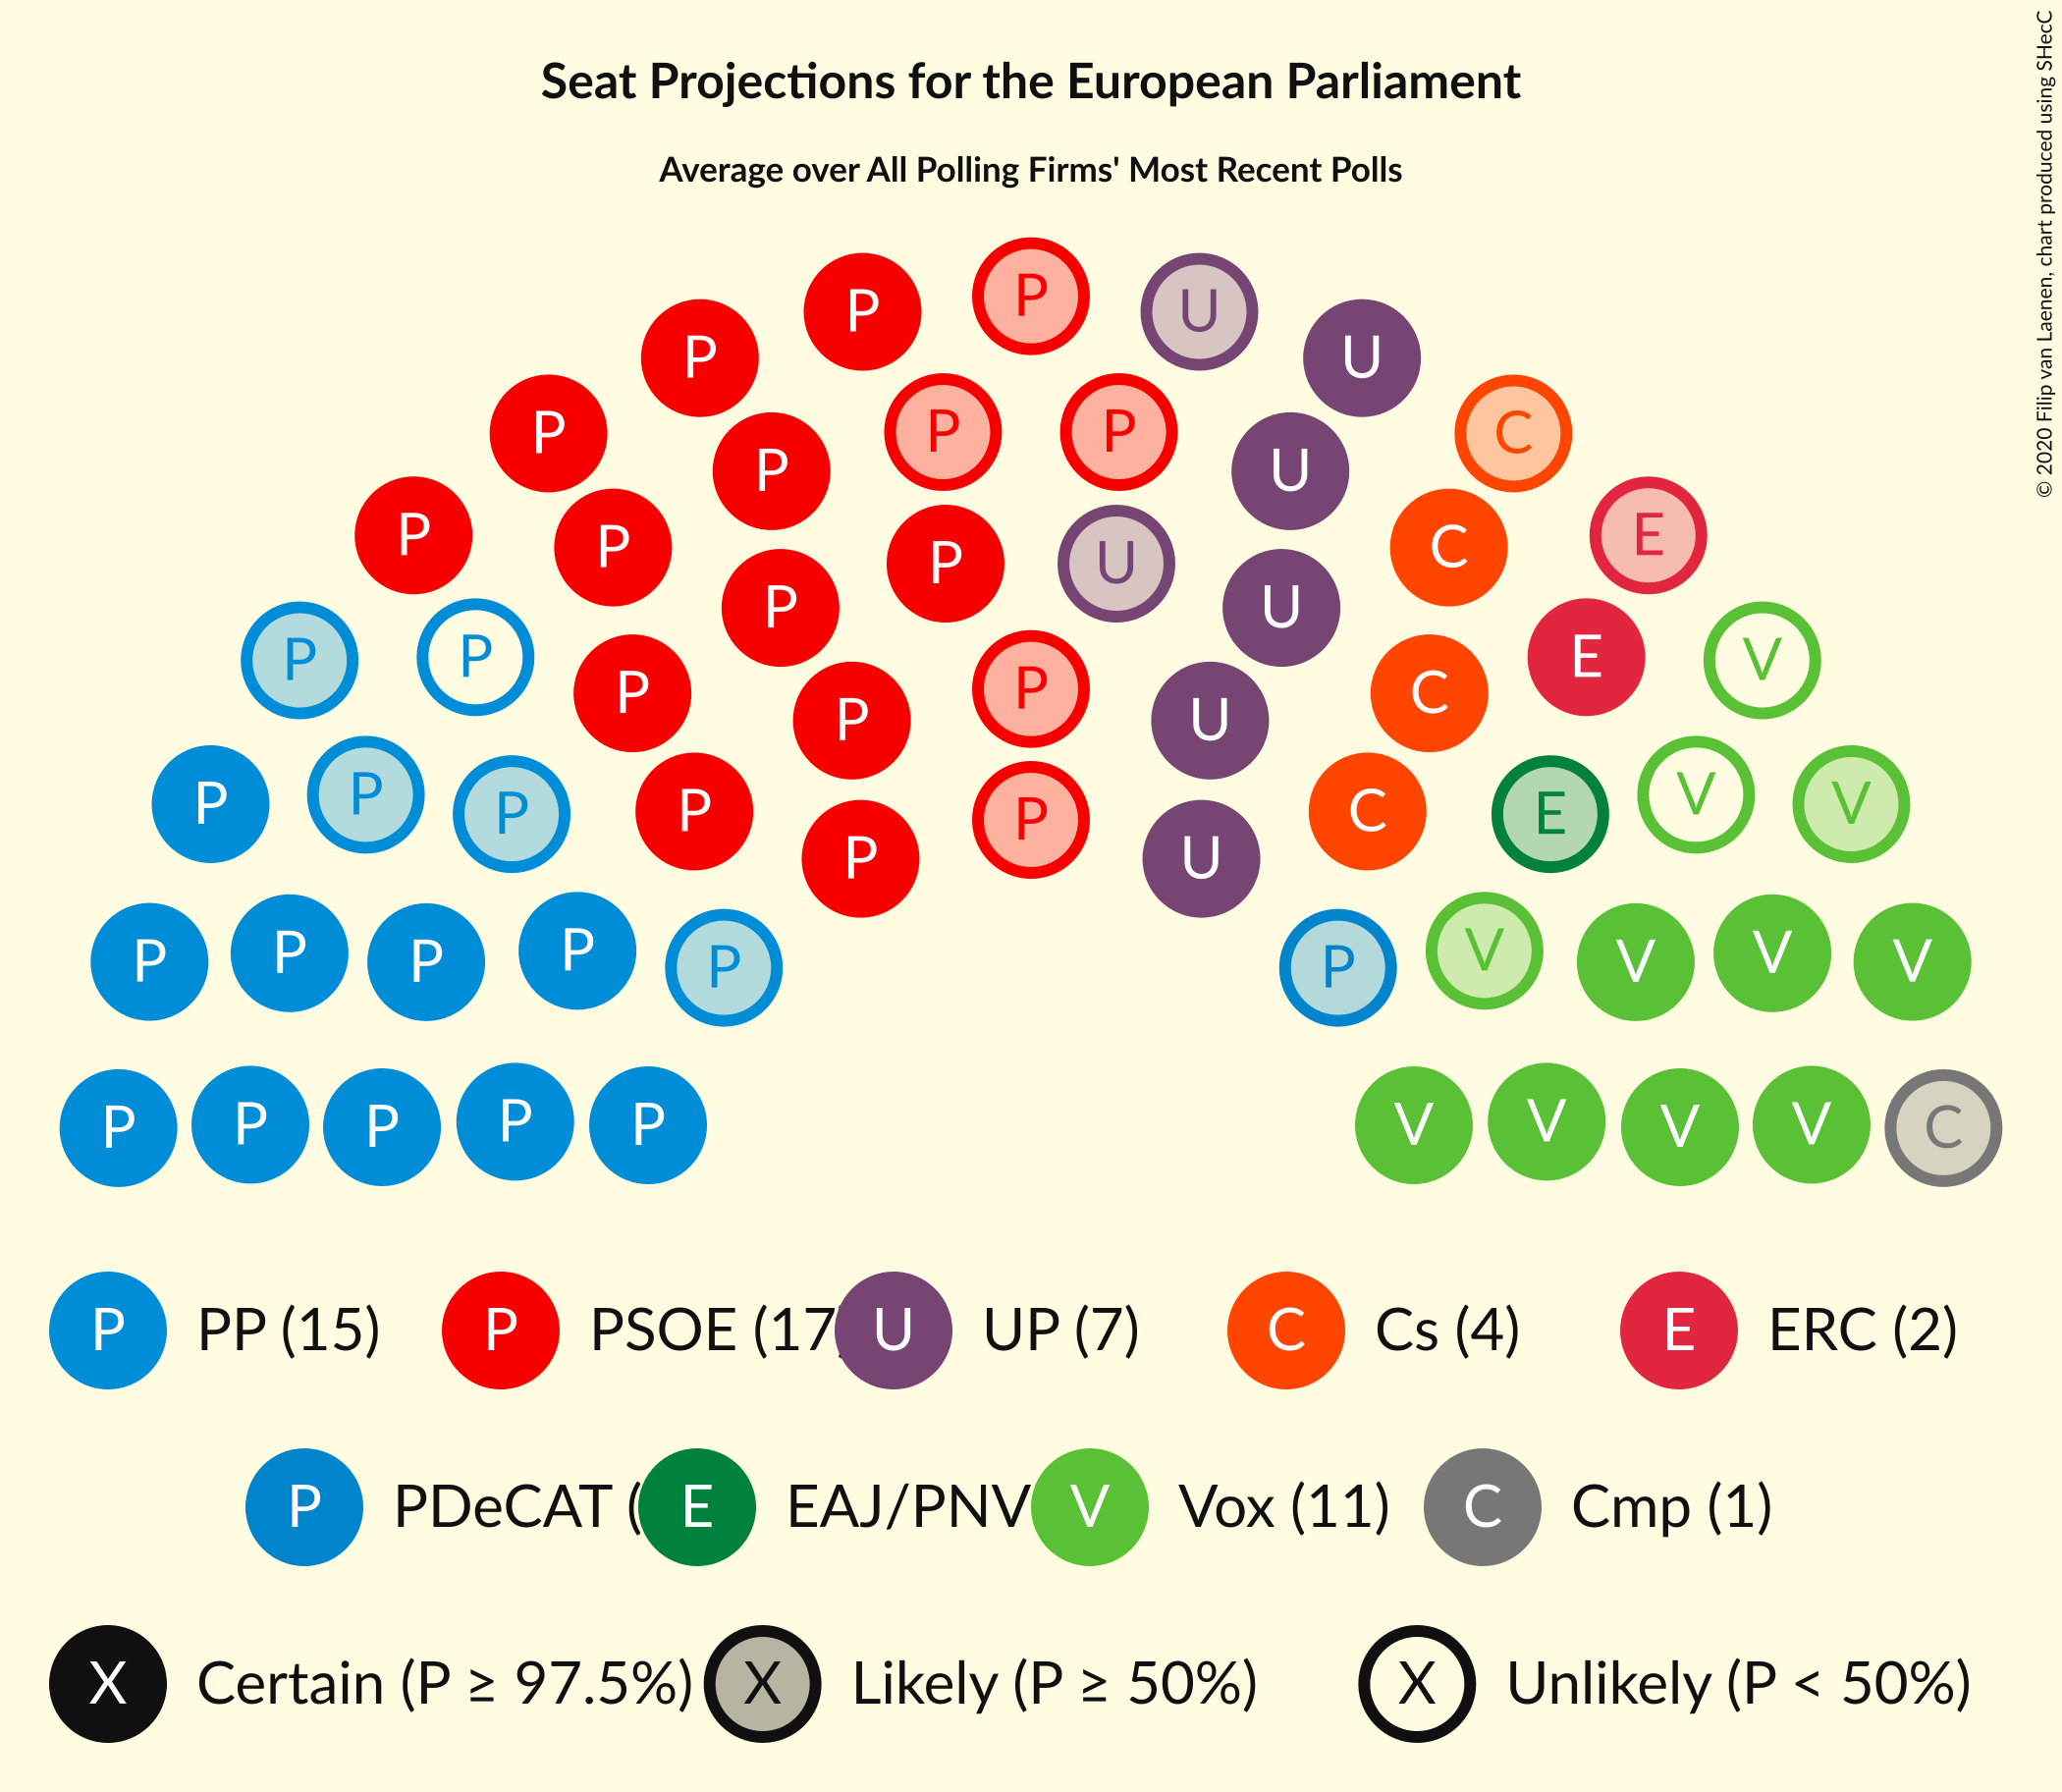 © 2020 Filip van Laenen, chart produced using SHecC
Seat Projections for the European Parliament
Average over All Polling Firms' Most Recent Polls
P
P U
P U
P P P C
P U
P P C E
P U
P U
P P E V
P P C
P U
P P P P P C E V V
P U
P P P P P P V V V V
P P P P P V V V V C
P PP (15) P PSOE (17 U UP (7) C Cs (4) E ERC (2)
P PDeCAT ( E EAJ/PNV V Vox (11) C Cmp (1)
X Certain (P ≥ 97.5%) X Likely (P ≥ 50%) X Unlikely (P < 50%)